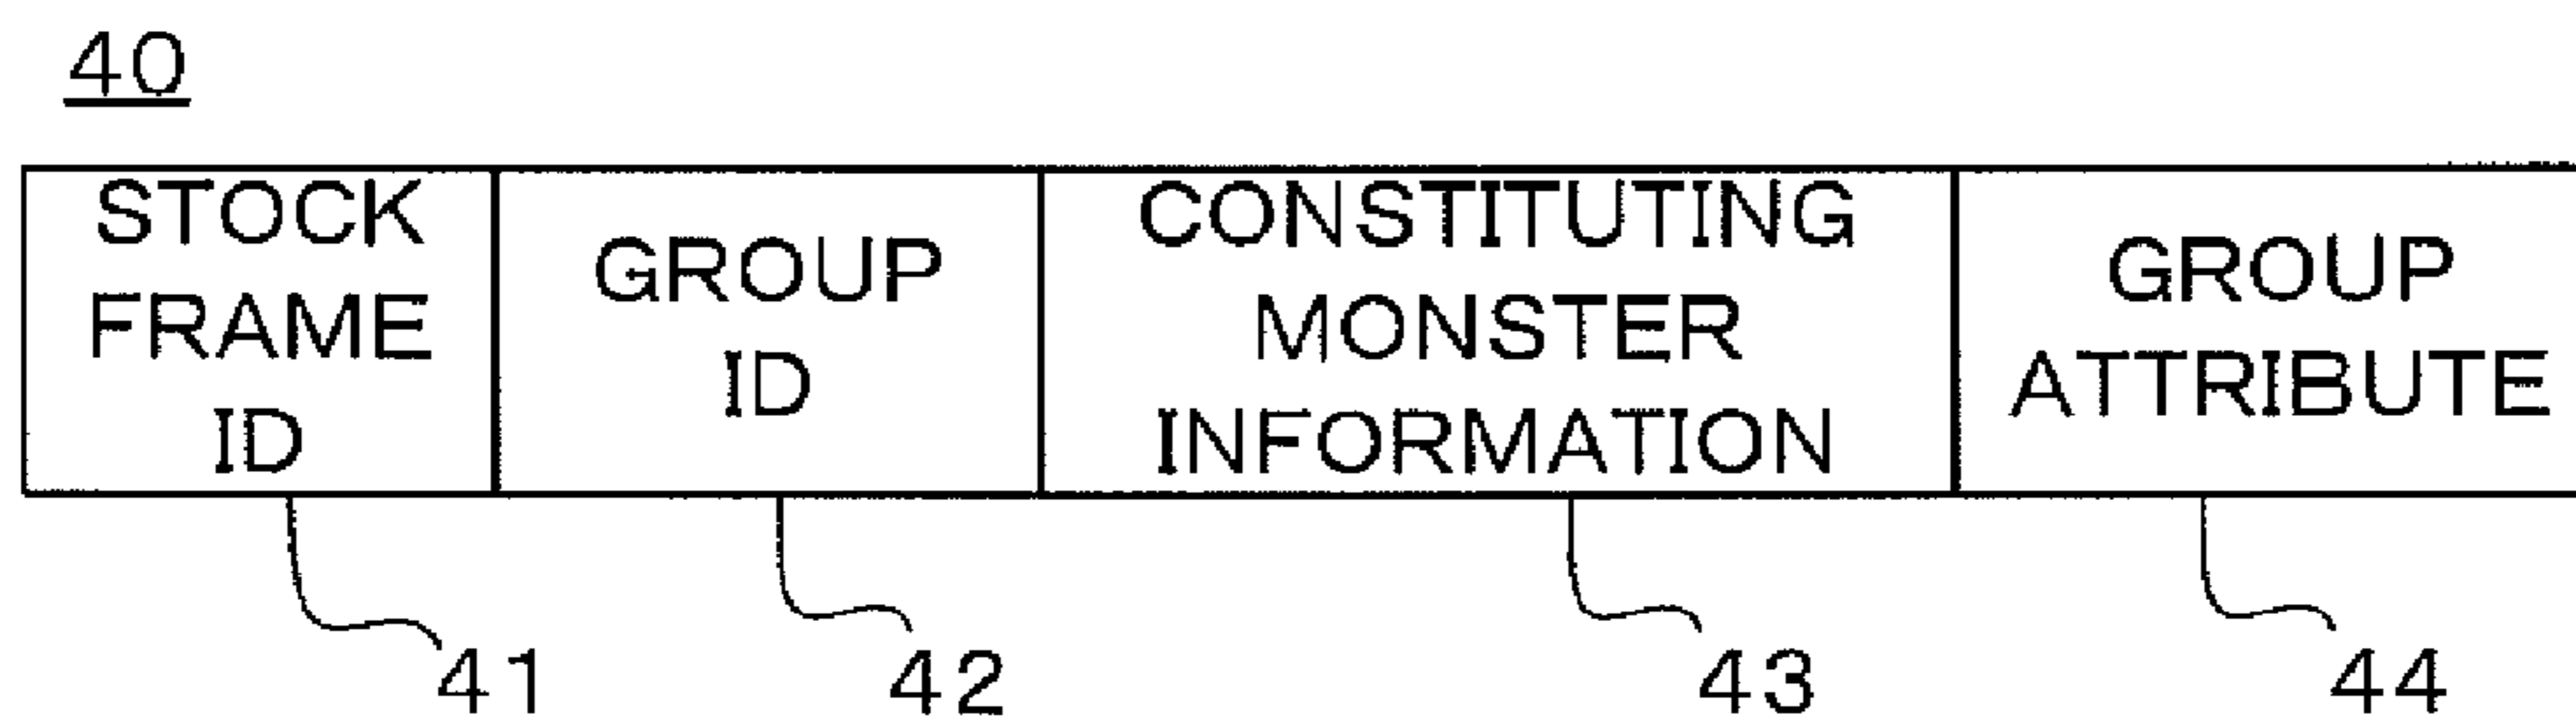 40
STOCK
FRAME
ID
GROUP
ID
CONSTITUTING
MONSTER
INFORMATION
GROUP
ATTRIBUTE
41
42
43
44